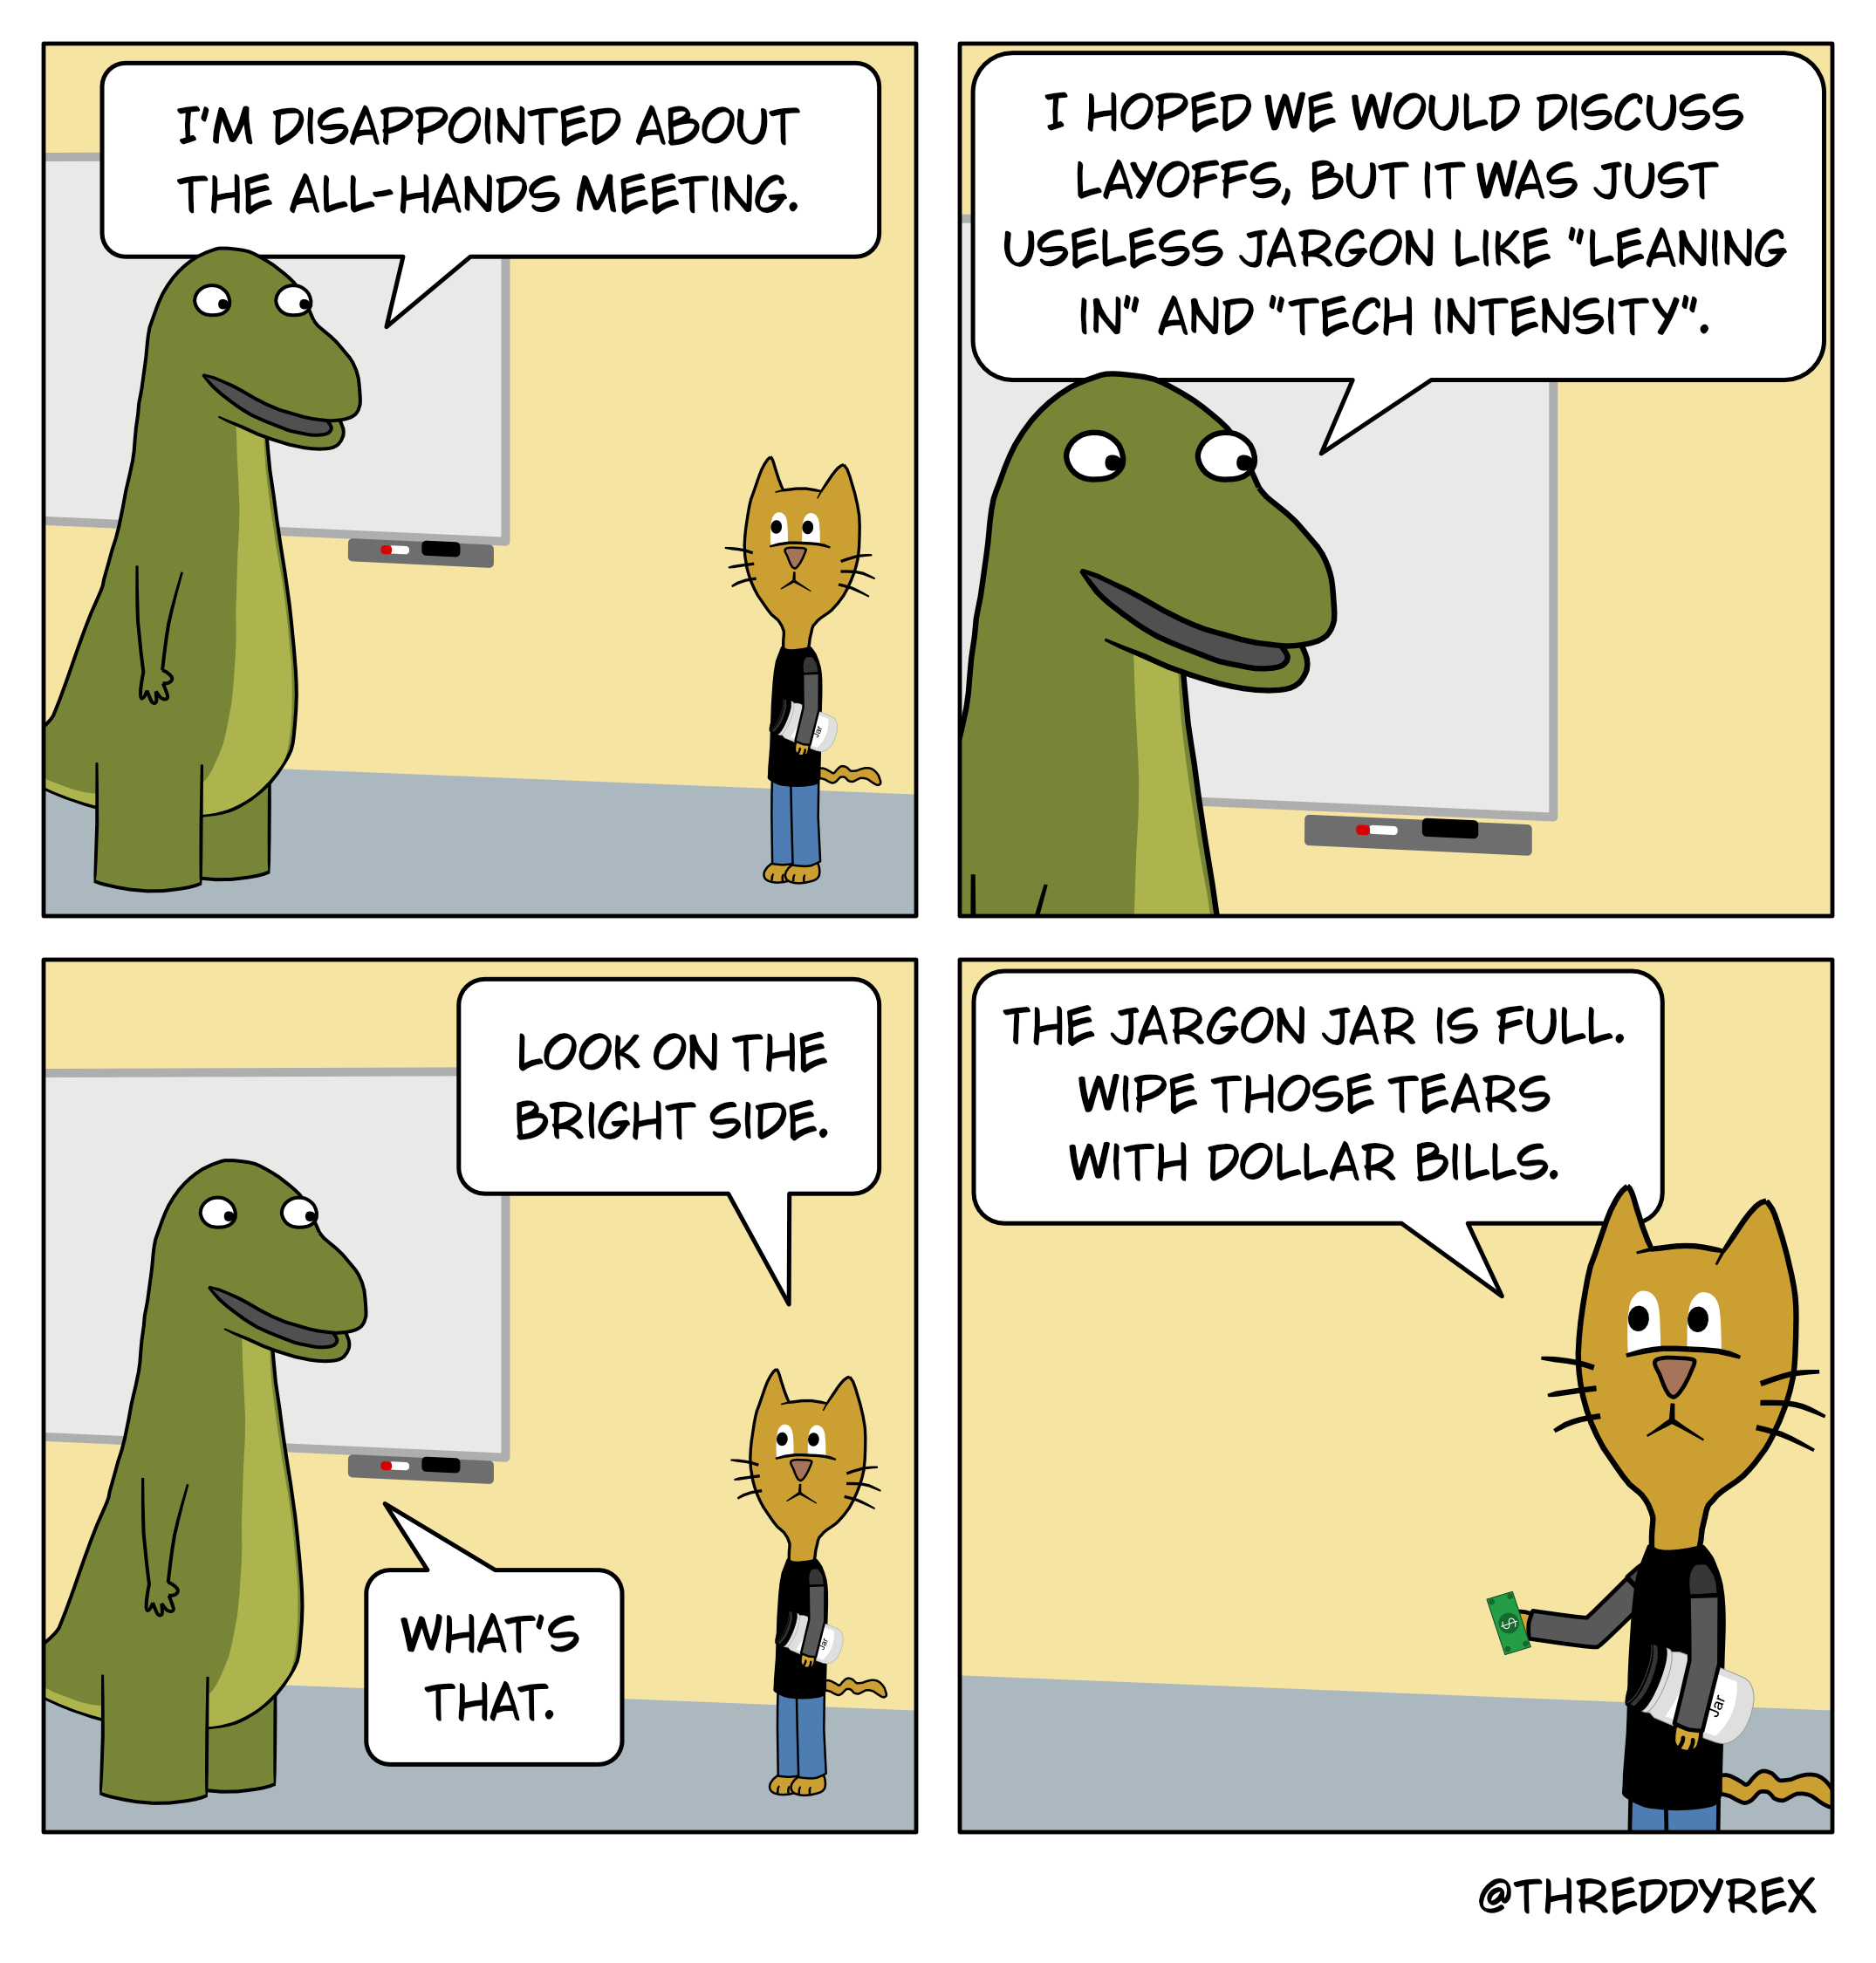 I'M DISAPPOINTED ABOUT
THE ALL-HANDS MEETING.
Jar
I HOPED WE WOULD DISCUSS
LAYOFFS, BUT IT WAS JUST
USELESS JARGON LIKE "LEANING
IN" AND "TECH INTENSITY".
LOOK ON THE
BRIGHT SIDE.
WHAT'S
THAT.
Jar
THE JARGON JAR IS FULL.
WIPE THOSE TEARS
WITH DOLLAR BILLS.
$
Jar
@THREDDYREX